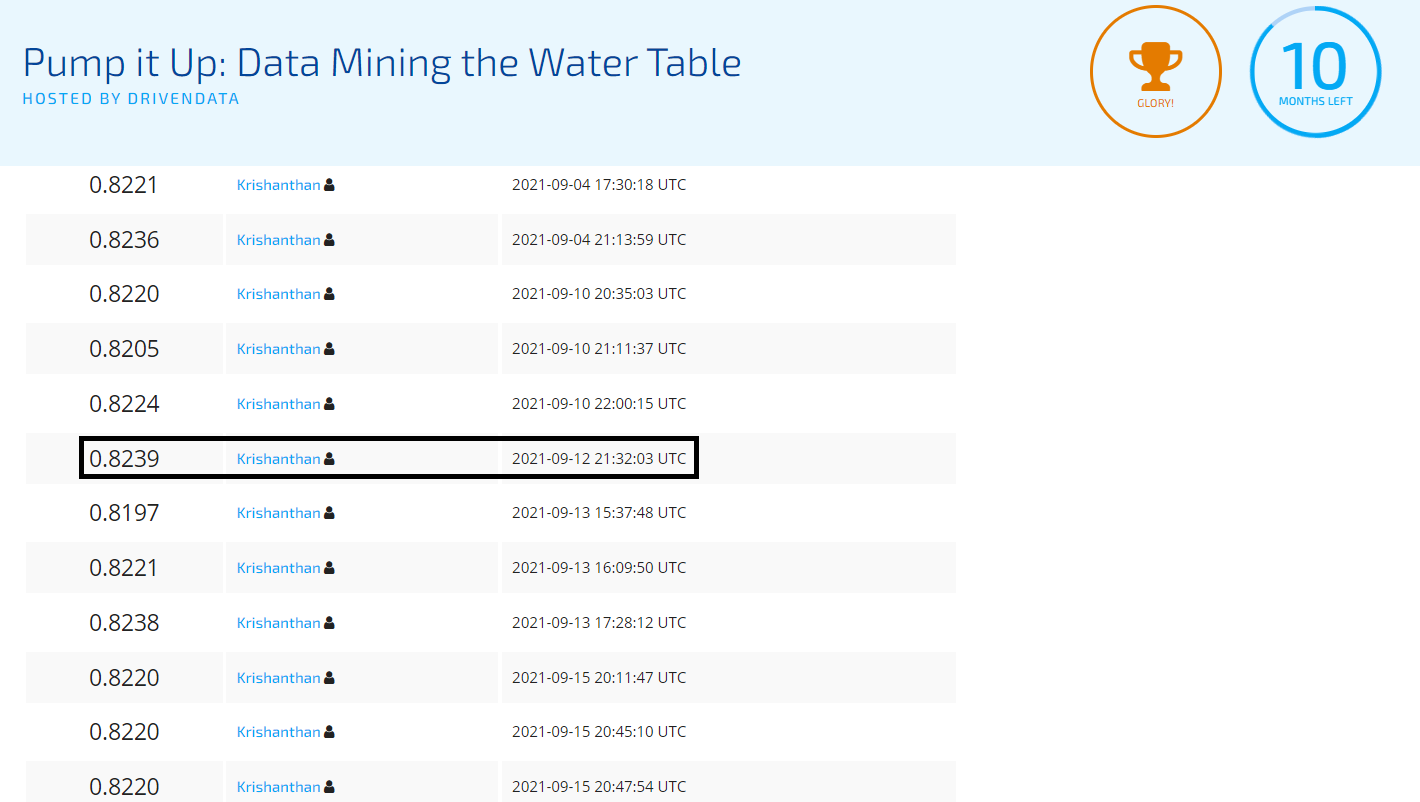 Pump it Up: Data Mining the Water Table
HOSTED BY DRIVENDATA
GLORY!
10
MONTHS LEFT
0.8221 Krishanthan 2021-09-04 17:30:18 UTC
0.8236 Krishanthan 2021-09-04 21:13:59 UTC
0.8220 Krishanthan 2021-09-10 20:35:03 UTC
0.8205 Krishanthan 2021-09-10 21:11:37 UTC
0.8224 Krishanthan 2021-09-10 22:00:15 UTC
0.8239 Krishanthan 2021-09-12 21:32:03 UTC
0.8197 Krishanthan 2021-09-13 15:37:48 UTC
0.8221 Krishanthan 2021-09-13 16:09:50 UTC
0.8238 Krishanthan 2021-09-13 17:28:12 UTC
0.8220 Krishanthan 2021-09-15 20:11:47 UTC
0.8220 Krishanthan 2021-09-15 20:45:10 UTC
0.8220 Krishanthan 2021-09-15 20:47:54 UTC